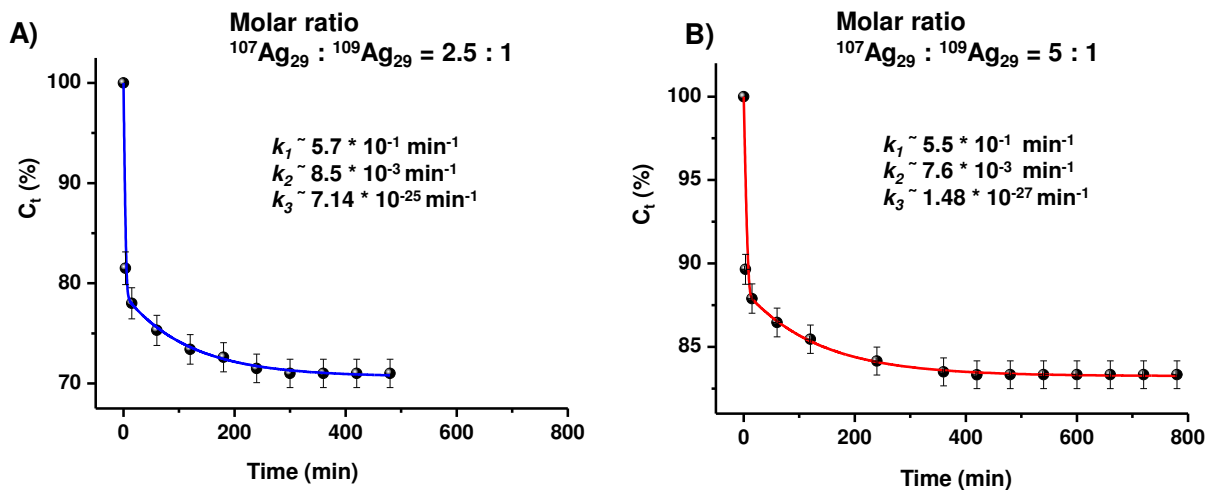 A)
Molar ratio
¹⁰⁷Ag₂₉ : ¹⁰⁹Ag₂₉ = 2.5 : 1
k₁ ~ 5.7 * 10⁻¹ min⁻¹
k₂ ~ 8.5 * 10⁻³ min⁻¹
k₃ ~ 7.14 * 10⁻²⁵ min⁻¹
100
90
80
70
Cₜ (%)
0 200 400 600 800
Time (min)
B)
Molar ratio
¹⁰⁷Ag₂₉ : ¹⁰⁹Ag₂₉ = 5 : 1
k₁ ~ 5.5 * 10⁻¹ min⁻¹
k₂ ~ 7.6 * 10⁻³ min⁻¹
k₃ ~ 1.48 * 10⁻²⁷ min⁻¹
100
95
90
85
Cₜ (%)
0 200 400 600 800
Time (min)